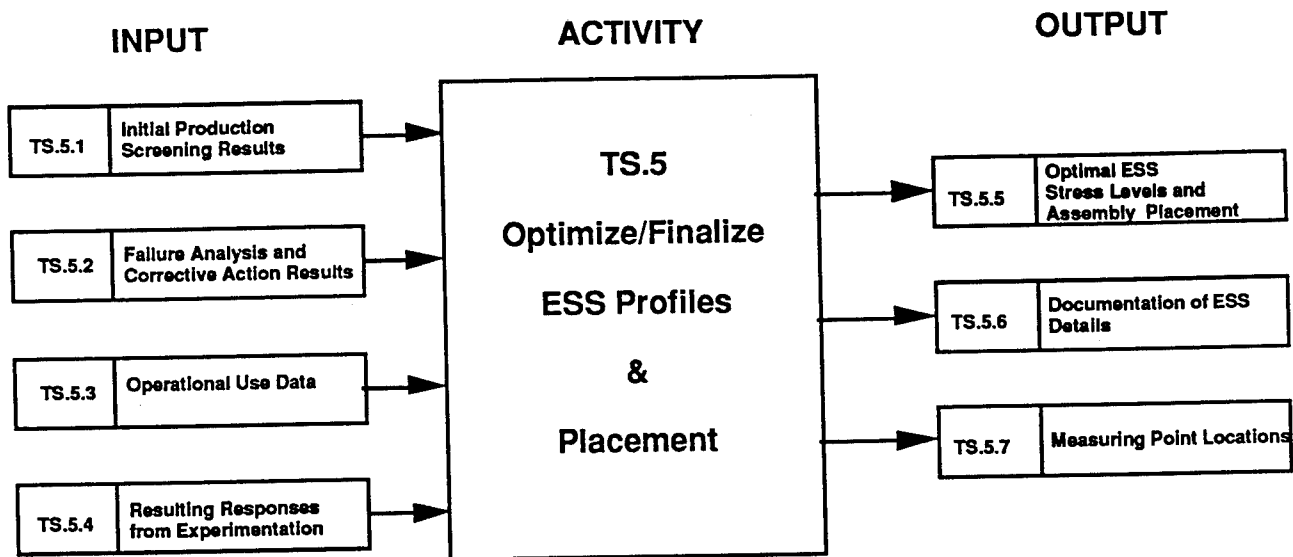 INPUT
ACTIVITY
OUTPUT
TS.5.1
Initial Production
Screening Results
TS.5.2
Failure Analysis and
Corrective Action Results
TS.5.3
Operational Use Data
TS.5.4
Resulting Responses
from Experimentation
TS.5
Optimize/Finalize
ESS Profiles
&
Placement
TS.5.5
Optimal ESS
Stress Levels and
Assembly Placement
TS.5.6
Documentation of ESS
Details
TS.5.7
Measuring Point Locations